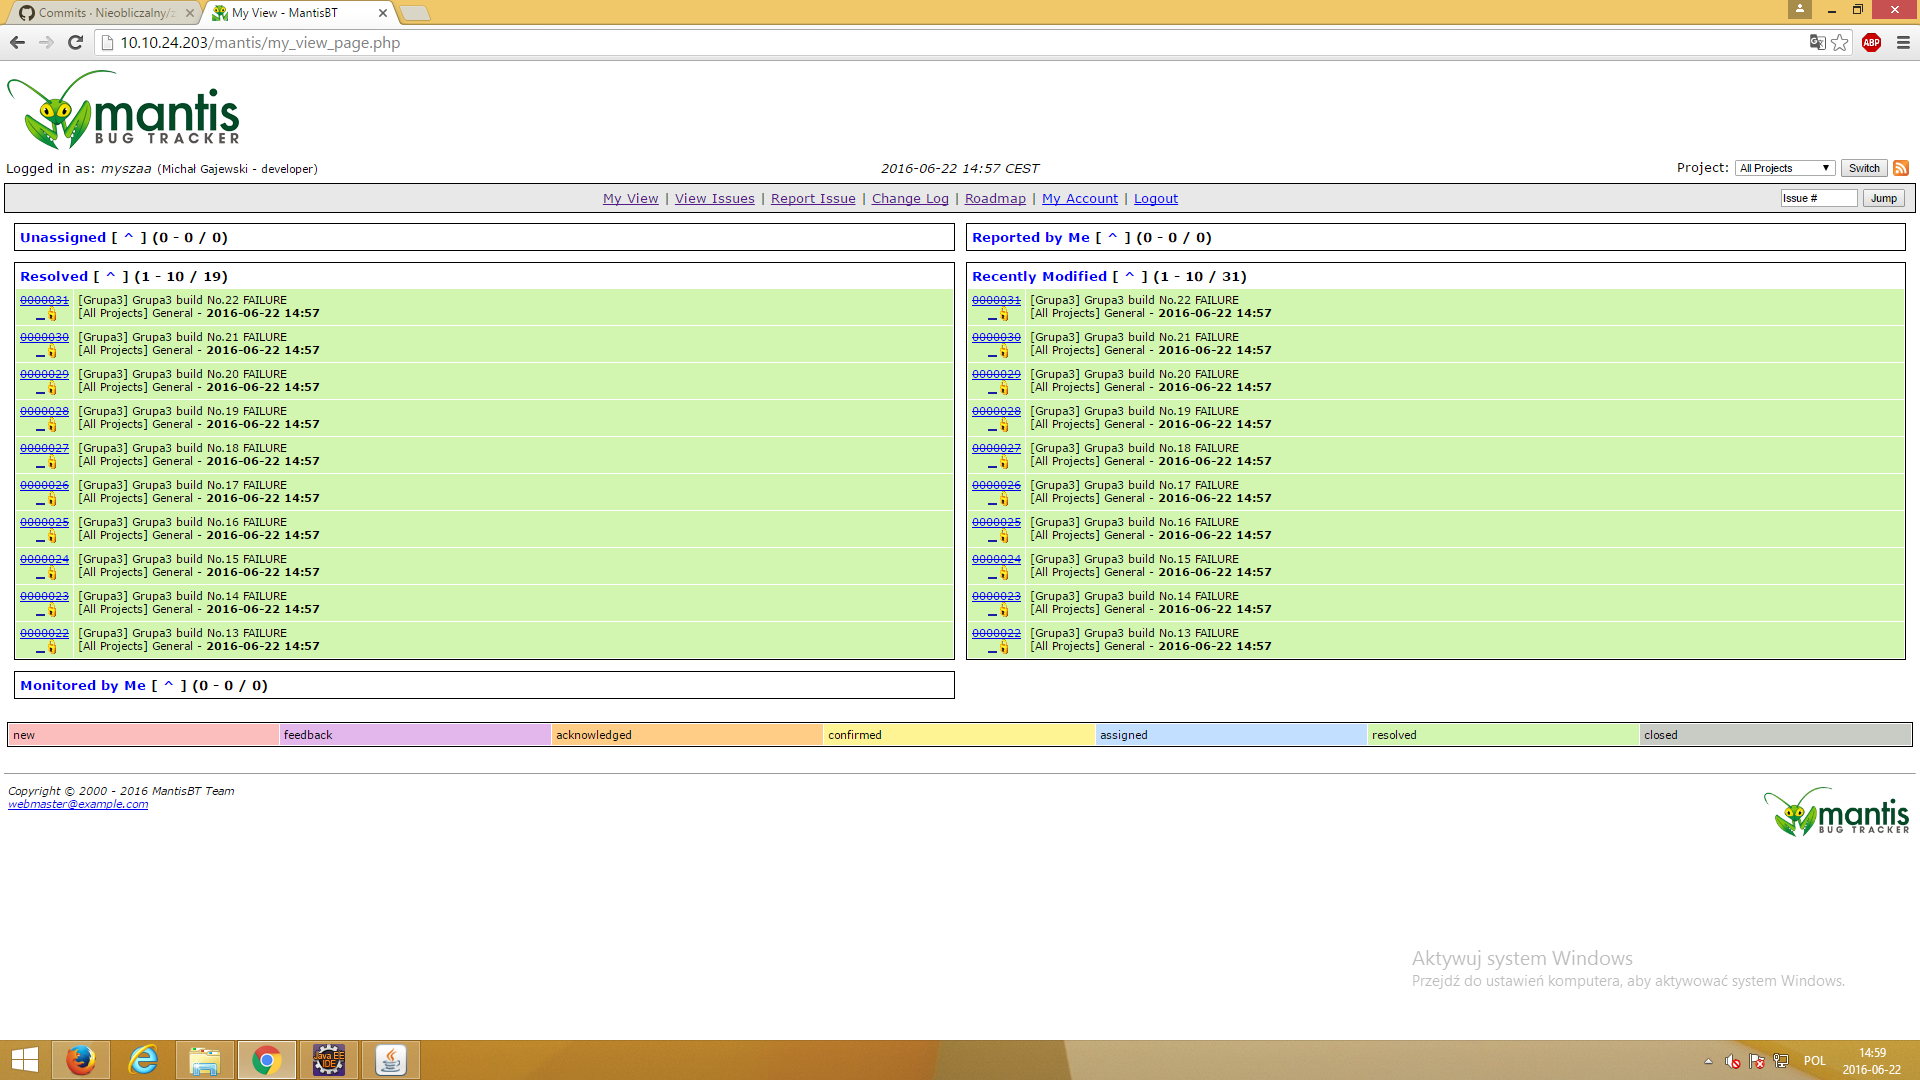 Commits · Nieobliczalny/z
My View - MantisBT
10.10.24.203/mantis/my_view_page.php
ABP
mantis
BUG TRACKER
Logged in as: myszaa (Michal Gajewski - developer)
2016-06-22 14:57 CEST
Project: All Projects Switch
My View | View Issues | Report Issue | Change Log | Roadmap | My Account | Logout
Issue # Jump
Unassigned [ ^ ] (0 - 0 / 0)
Reported by Me [ ^ ] (0 - 0 / 0)
Resolved [ ^ ] (1 - 10 / 19)
0000031 [Grupa3] Grupa3 build No.22 FAILURE
[All Projects] General - 2016-06-22 14:57
0000030 [Grupa3] Grupa3 build No.21 FAILURE
[All Projects] General - 2016-06-22 14:57
0000029 [Grupa3] Grupa3 build No.20 FAILURE
[All Projects] General - 2016-06-22 14:57
0000028 [Grupa3] Grupa3 build No.19 FAILURE
[All Projects] General - 2016-06-22 14:57
0000027 [Grupa3] Grupa3 build No.18 FAILURE
[All Projects] General - 2016-06-22 14:57
0000026 [Grupa3] Grupa3 build No.17 FAILURE
[All Projects] General - 2016-06-22 14:57
0000025 [Grupa3] Grupa3 build No.16 FAILURE
[All Projects] General - 2016-06-22 14:57
0000024 [Grupa3] Grupa3 build No.15 FAILURE
[All Projects] General - 2016-06-22 14:57
0000023 [Grupa3] Grupa3 build No.14 FAILURE
[All Projects] General - 2016-06-22 14:57
0000022 [Grupa3] Grupa3 build No.13 FAILURE
[All Projects] General - 2016-06-22 14:57
Recently Modified [ ^ ] (1 - 10 / 31)
0000031 [Grupa3] Grupa3 build No.22 FAILURE
[All Projects] General - 2016-06-22 14:57
0000030 [Grupa3] Grupa3 build No.21 FAILURE
[All Projects] General - 2016-06-22 14:57
0000029 [Grupa3] Grupa3 build No.20 FAILURE
[All Projects] General - 2016-06-22 14:57
0000028 [Grupa3] Grupa3 build No.19 FAILURE
[All Projects] General - 2016-06-22 14:57
0000027 [Grupa3] Grupa3 build No.18 FAILURE
[All Projects] General - 2016-06-22 14:57
0000026 [Grupa3] Grupa3 build No.17 FAILURE
[All Projects] General - 2016-06-22 14:57
0000025 [Grupa3] Grupa3 build No.16 FAILURE
[All Projects] General - 2016-06-22 14:57
0000024 [Grupa3] Grupa3 build No.15 FAILURE
[All Projects] General - 2016-06-22 14:57
0000023 [Grupa3] Grupa3 build No.14 FAILURE
[All Projects] General - 2016-06-22 14:57
0000022 [Grupa3] Grupa3 build No.13 FAILURE
[All Projects] General - 2016-06-22 14:57
Monitored by Me [ ^ ] (0 - 0 / 0)
new feedback acknowledged confirmed assigned resolved closed
Copyright © 2000 - 2016 MantisBT Team
webmaster@example.com
mantis
BUG TRACKER
Aktywuj system Windows
Przejdź do ustawień komputera, aby aktywować system Windows.
Java EE
IDE
POL
14:59
2016-06-22